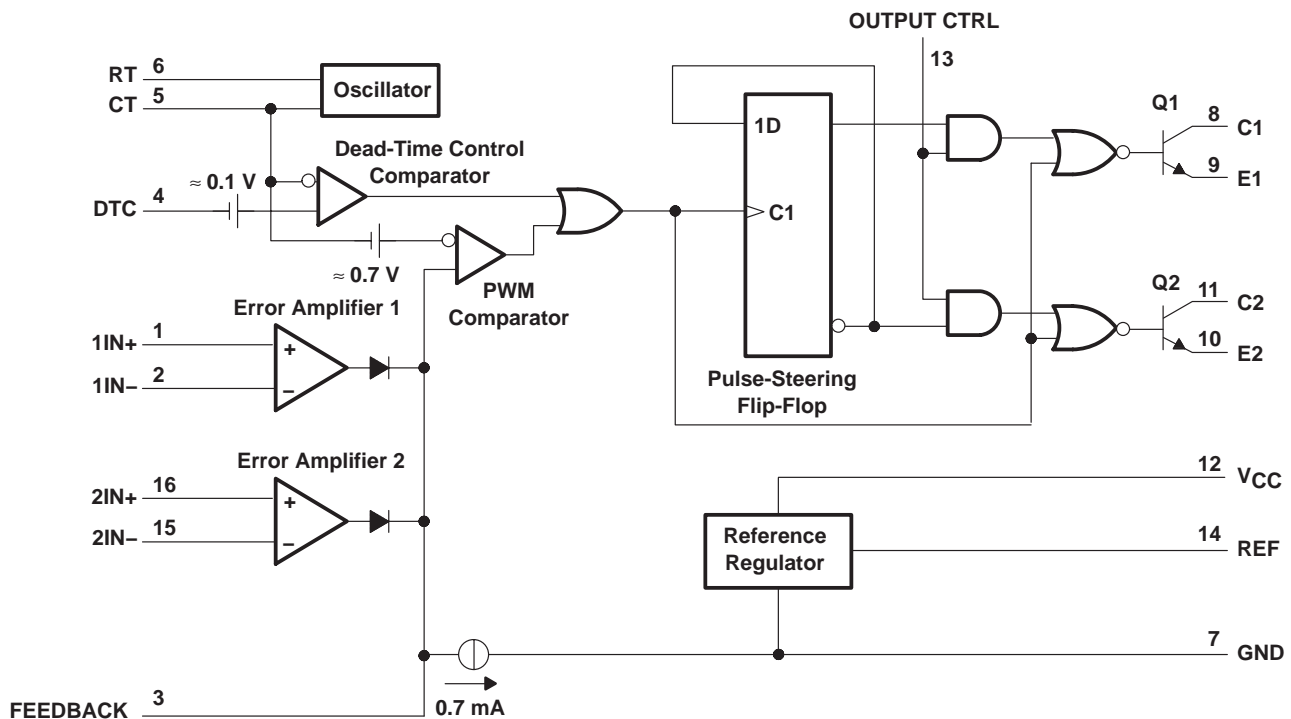 OUTPUT CTRL
13
RT 6
CT 5
Oscillator
Dead-Time Control
Comparator
≈ 0.1 V
DTC 4
≈ 0.7 V
PWM
Comparator
1D
C1
Pulse-Steering
Flip-Flop
Q1
8 C1
9 E1
Q2
11 C2
10 E2
Error Amplifier 1
1IN+ 1
+
1IN− 2
−
Error Amplifier 2
2IN+ 16
+
2IN− 15
−
12 VCC
Reference
Regulator
14 REF
7 GND
0.7 mA
FEEDBACK 3